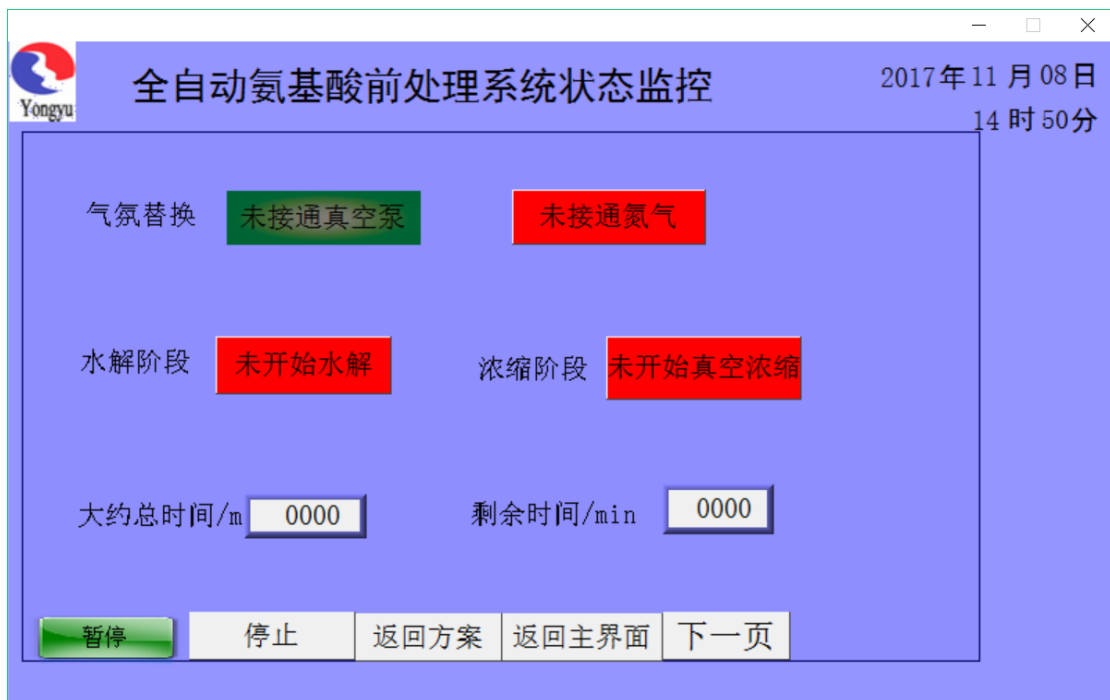 Yongyu
全自动氨基酸前处理系统状态监控
2017年11月08日
14时50分
气氛替换 未接通真空泵 未接通氮气
水解阶段 未开始水解 浓缩阶段 未开始真空浓缩
大约总时间/m 0000 剩余时间/min 0000
暂停 停止 返回方案 返回主界面 下一页